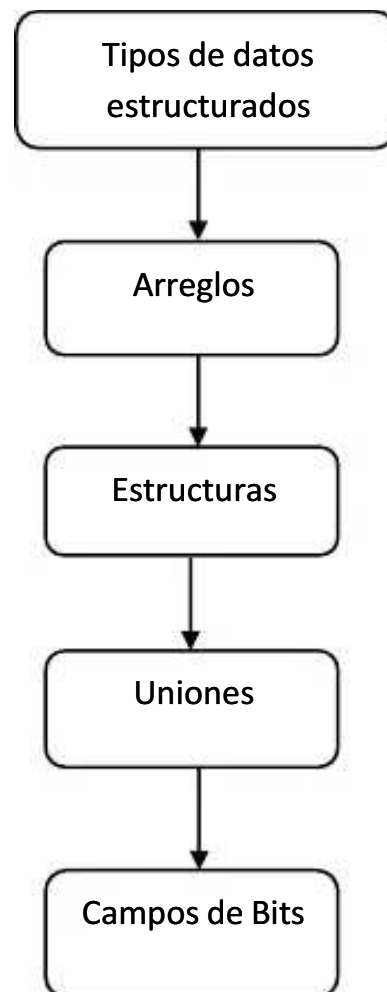 Tipos de datos
estructurados
Arreglos
Estructuras
Uniones
Campos de Bits